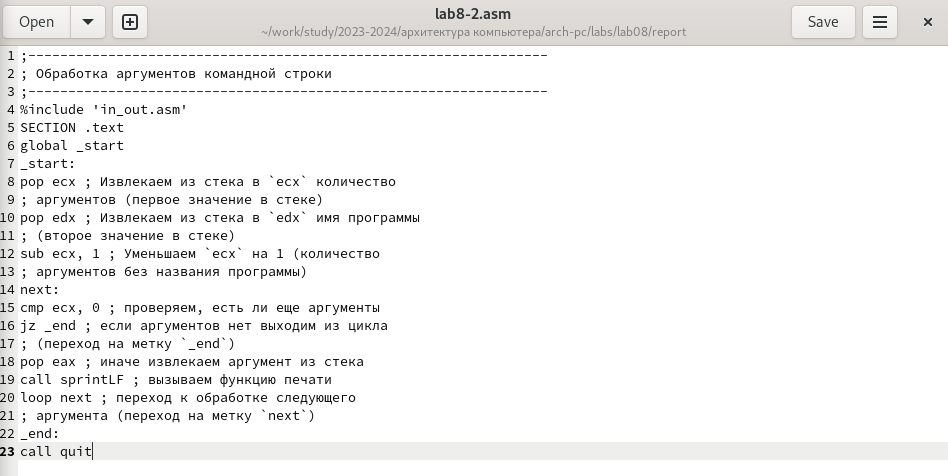 Open
lab8-2.asm
~/work/study/2023-2024/архитектура компьютера/arch-pc/labs/lab08/report
Save
1 ;-----------------------------------------------------------------
2 ; Обработка аргументов командной строки
3 ;-----------------------------------------------------------------
4 %include 'in_out.asm'
5 SECTION .text
6 global _start
7 _start:
8 pop ecx ; Извлекаем из стека в `ecx` количество
9 ; аргументов (первое значение в стеке)
10 pop edx ; Извлекаем из стека в `edx` имя программы
11 ; (второе значение в стеке)
12 sub ecx, 1 ; Уменьшаем `ecx` на 1 (количество
13 ; аргументов без названия программы)
14 next:
15 cmp ecx, 0 ; проверяем, есть ли еще аргументы
16 jz _end ; если аргументов нет выходим из цикла
17 ; (переход на метку `_end`)
18 pop eax ; иначе извлекаем аргумент из стека
19 call sprintLF ; вызываем функцию печати
20 loop next ; переход к обработке следующего
21 ; аргумента (переход на метку `next`)
22 _end:
23 call quit